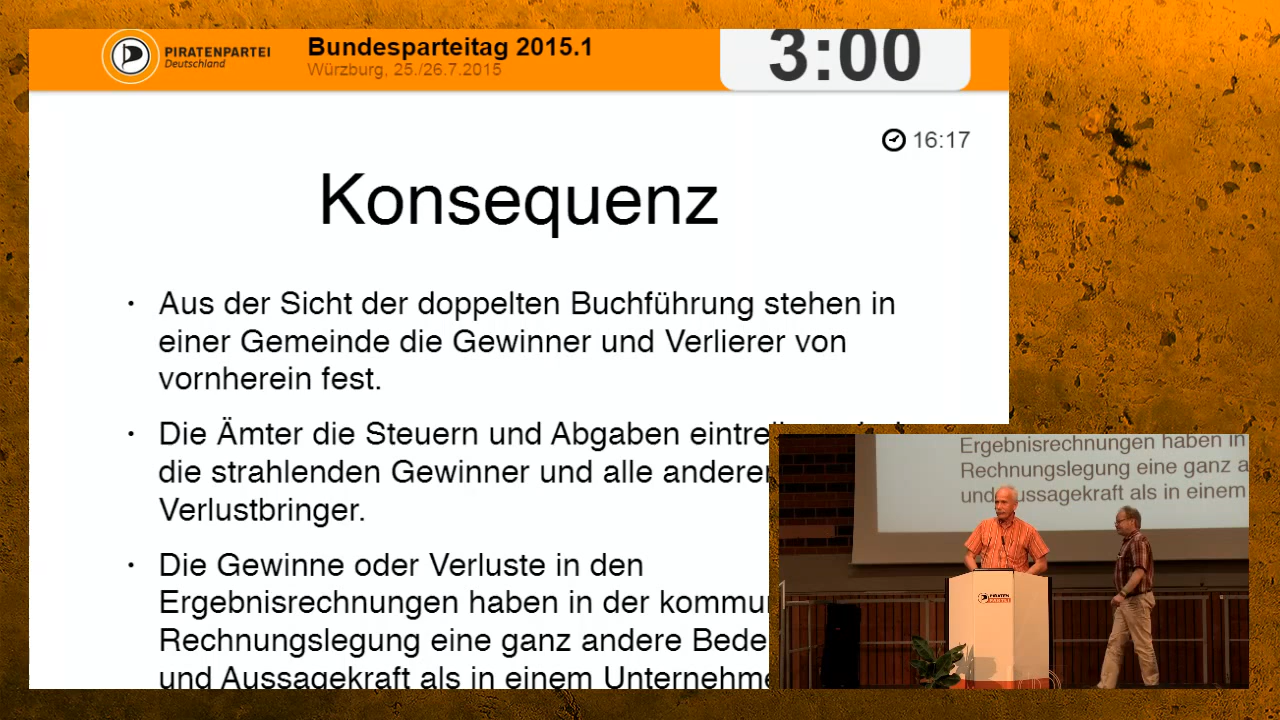 PIRATENPARTEI
Deutschland
Bundesparteitag 2015.1
Würzburg, 25./26.7.2015
3:00
16:17
Konsequenz
• Aus der Sicht der doppelten Buchführung stehen in
einer Gemeinde die Gewinner und Verlierer von
vornherein fest.
• Die Ämter die Steuern und Abgaben eintre
die strahlenden Gewinner und alle anderen
Verlustbringer.
• Die Gewinne oder Verluste in den
Ergebnisrechnungen haben in der kommu
Rechnungslegung eine ganz andere Bede
und Aussagekraft als in einem Unternehme
Ergebnisrechnungen haben in
Rechnungslegung eine ganz a
und Aussagekraft als in einem
PIRATEN
PARTEI